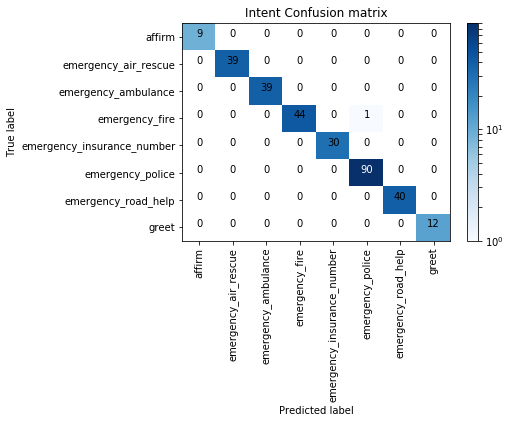 Intent Confusion matrix
True label
affirm 9 0 0 0 0 0 0 0
emergency_air_rescue 0 39 0 0 0 0 0 0
emergency_ambulance 0 0 39 0 0 0 0 0
emergency_fire 0 0 0 44 0 1 0 0
emergency_insurance_number 0 0 0 0 30 0 0 0
emergency_police 0 0 0 0 0 90 0 0
emergency_road_help 0 0 0 0 0 0 40 0
greet 0 0 0 0 0 0 0 12
affirm
emergency_air_rescue
emergency_ambulance
emergency_fire
emergency_insurance_number
emergency_police
emergency_road_help
greet
Predicted label
10¹
10⁰